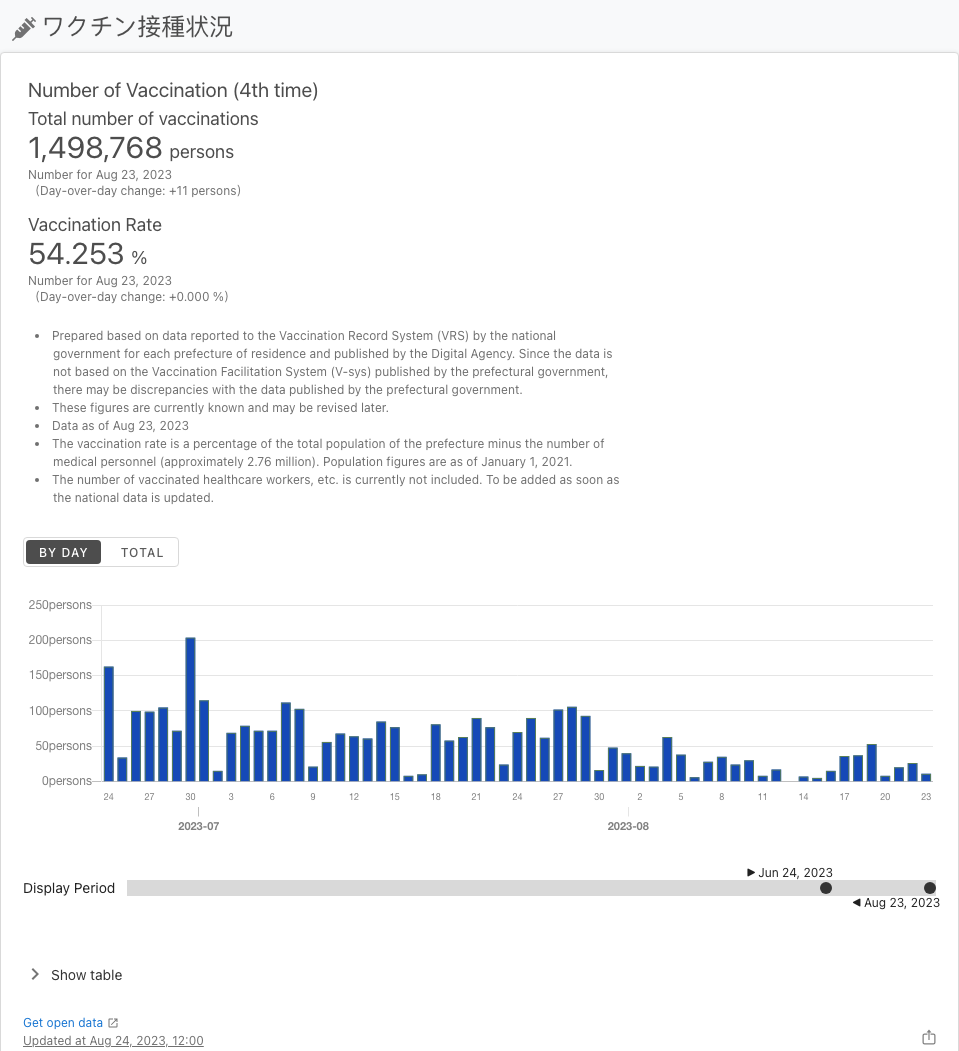 ワクチン接種状況
Number of Vaccination (4th time)
Total number of vaccinations
1,498,768 persons
Number for Aug 23, 2023
(Day-over-day change: +11 persons)
Vaccination Rate
54.253 %
Number for Aug 23, 2023
(Day-over-day change: +0.000 %)
• Prepared based on data reported to the Vaccination Record System (VRS) by the national
government for each prefecture of residence and published by the Digital Agency. Since the data is
not based on the Vaccination Facilitation System (V-sys) published by the prefectural government,
there may be discrepancies with the data published by the prefectural government.
• These figures are currently known and may be revised later.
• Data as of Aug 23, 2023
• The vaccination rate is a percentage of the total population of the prefecture minus the number of
medical personnel (approximately 2.76 million). Population figures are as of January 1, 2021.
• The number of vaccinated healthcare workers, etc. is currently not included. To be added as soon as
the national data is updated.
BY DAY TOTAL
250persons
200persons
150persons
100persons
50persons
0persons
24 27 30 3 6 9 12 15 18 21 24 27 30 2 5 8 11 14 17 20 23
2023-07 2023-08
Jun 24, 2023
Display Period
Aug 23, 2023
Show table
Get open data
Updated at Aug 24, 2023, 12:00